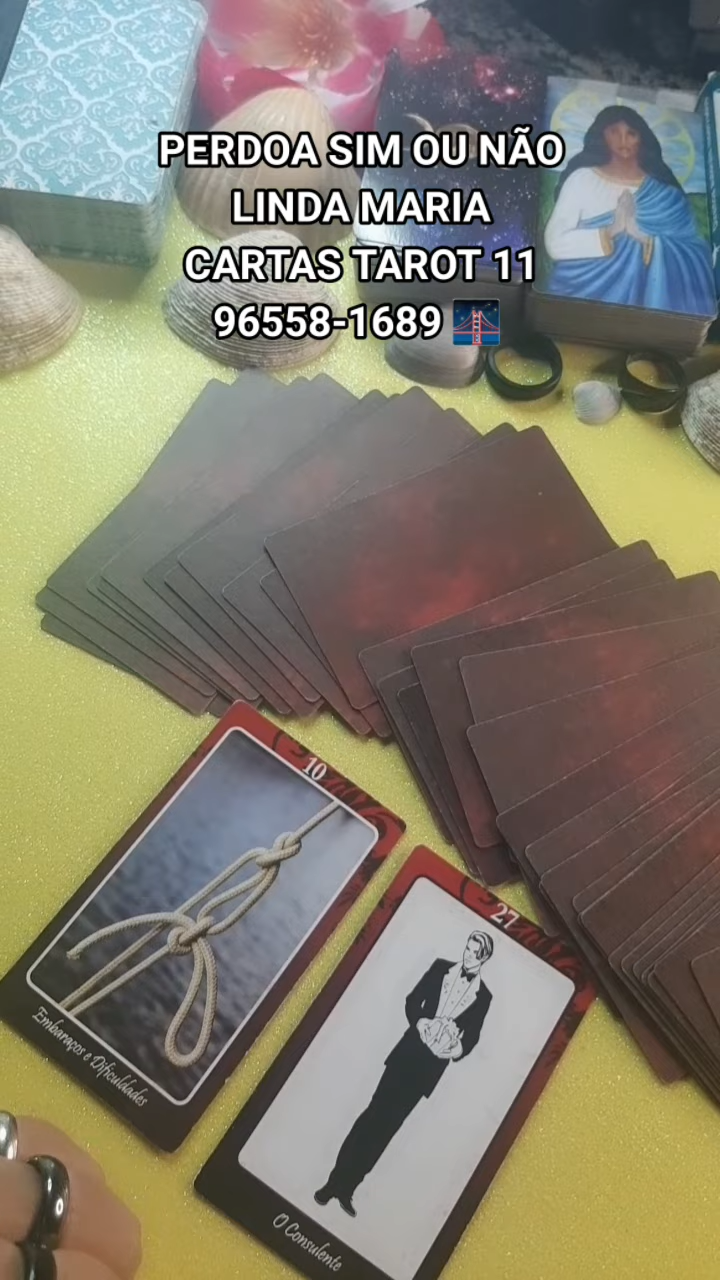 PERDOA SIM OU NÃO
LINDA MARIA
CARTAS TAROT 11
96558-1689
10
Embaraços e Dificuldades
27
O Consulente